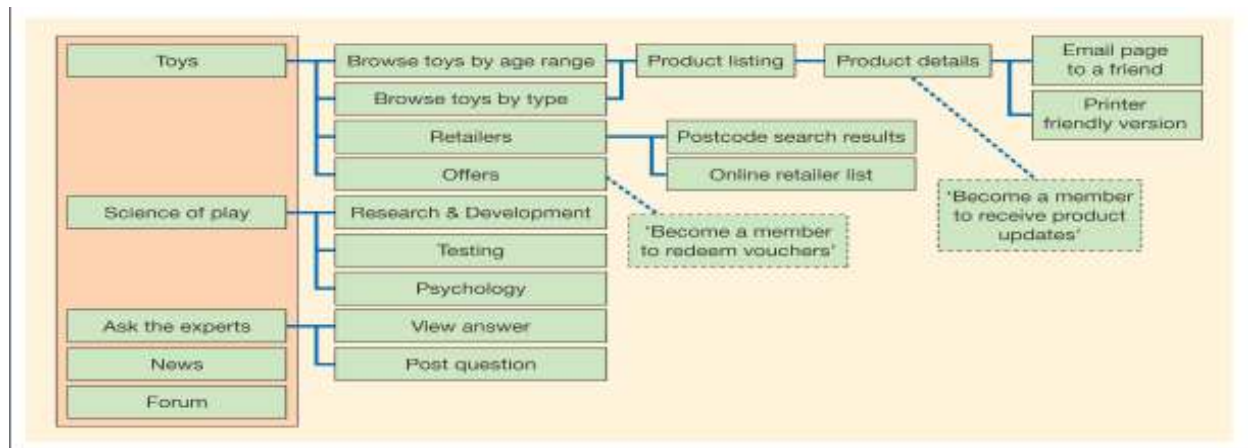 Toys
Browse toys by age range
Product listing
Product details
Email page
to a friend
Browse toys by type
Printer
friendly version
Retailers
Postcode search results
Offers
Online retailer list
'Become a member
to receive product
updates'
Science of play
Research & Development
'Become a member
to redeem vouchers'
Testing
Psychology
Ask the experts
View answer
News
Post question
Forum